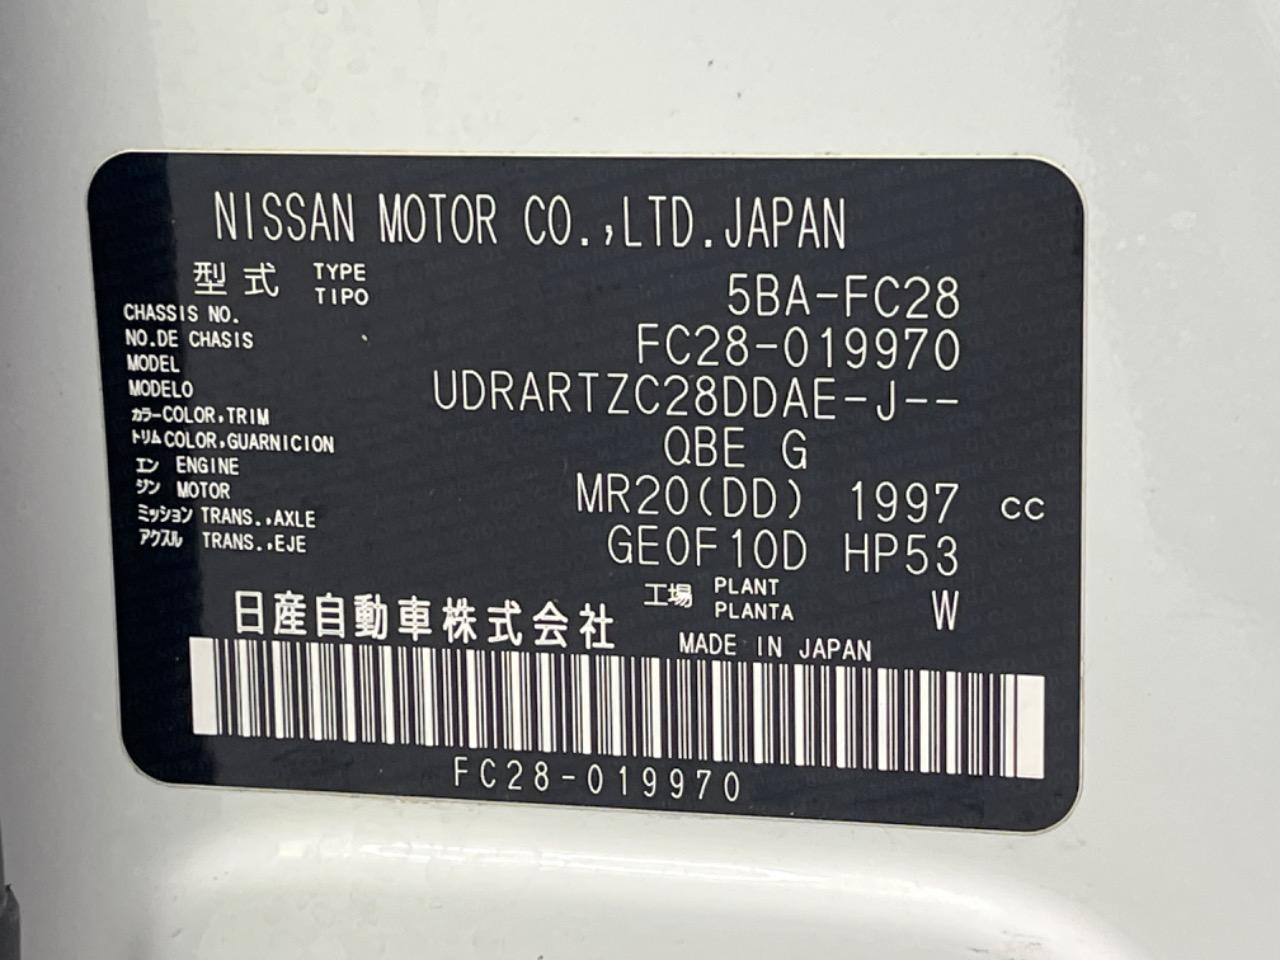 NISSAN MOTOR CO.,LTD.JAPAN
型式 TYPE
TIPO
5BA-FC28
CHASSIS NO.
NO.DE CHASIS
FC28-019970
MODEL
MODELO
UDRARTZC28DDAE-J--
カラーCOLOR,TRIM
トリムCOLOR,GUARNICION
QBE G
エン ENGINE
ジン MOTOR
MR20(DD) 1997 cc
ミッション TRANS.,AXLE
アクスル TRANS.,EJE
GE0F10D HP53
工場 PLANT
PLANTA
W
日産自動車株式会社
MADE IN JAPAN
FC28-019970